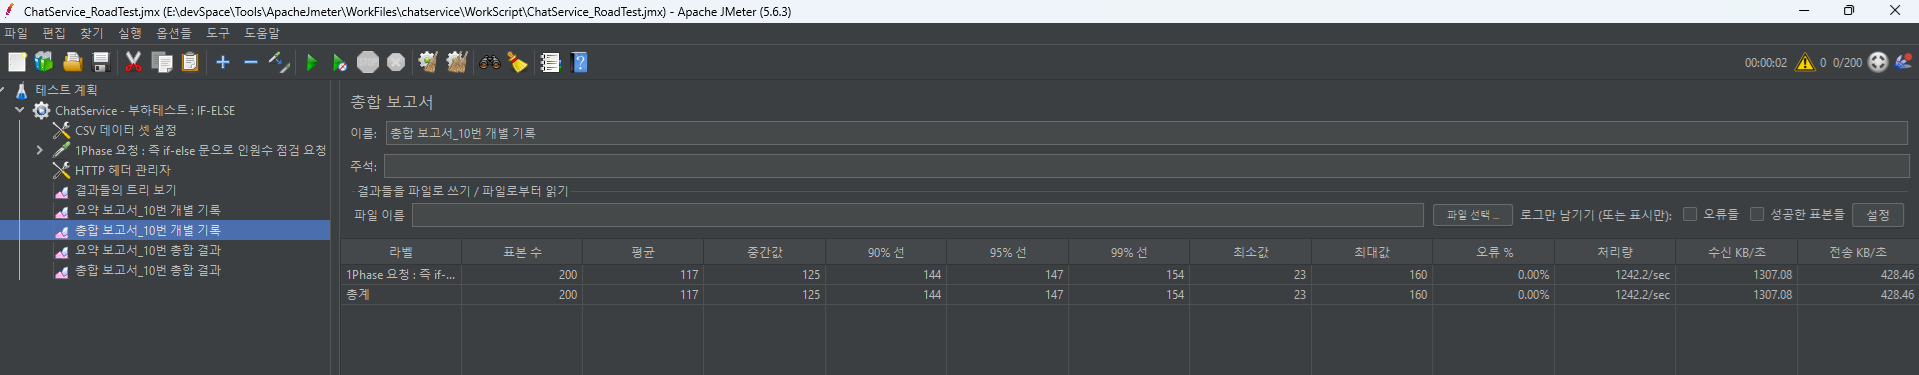 ChatService_RoadTest.jmx (E:\devSpace\Tools\ApacheJmeter\WorkFiles\chatservice\WorkScript\ChatService_RoadTest.jmx) - Apache JMeter (5.6.3)
파일 편집 찾기 실행 옵션들 도구 도움말
00:00:02 0 0/200
테스트 계획
ChatService - 부하테스트 : IF-ELSE
CSV 데이터 셋 설정
1Phase 요청 : 즉 if-else 문으로 인원수 점검 요청
HTTP 헤더 관리자
결과들의 트리 보기
요약 보고서_10번 개별 기록
총합 보고서_10번 개별 기록
요약 보고서_10번 총합 결과
총합 보고서_10번 총합 결과
총합 보고서
이름: 총합 보고서_10번 개별 기록
주석:
결과들을 파일로 쓰기 / 파일로부터 읽기
파일 이름 파일 선택... 로그만 남기기 (또는 표시만): 오류들 성공한 표본들 설정
라벨 표본 수 평균 중간값 90% 선 95% 선 99% 선 최소값 최대값 오류 % 처리량 수신 KB/초 전송 KB/초
1Phase 요청 : 즉 if-... 200 117 125 144 147 154 23 160 0.00% 1242.2/sec 1307.08 428.46
총계 200 117 125 144 147 154 23 160 0.00% 1242.2/sec 1307.08 428.46